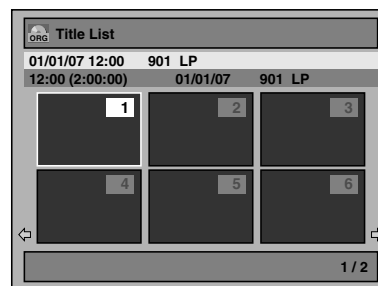 ORG Title List
01/01/07 12:00 901 LP
12:00 (2:00:00) 01/01/07 901 LP
1 2 3
4 5 6
1 / 2